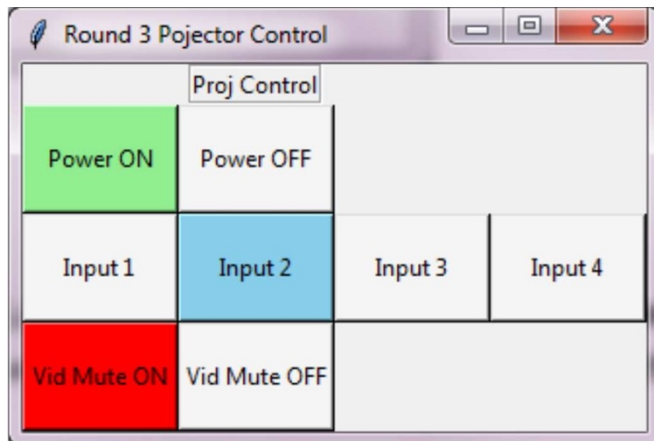 Round 3 Pojector Control
Proj Control
Power ON Power OFF
Input 1 Input 2 Input 3 Input 4
Vid Mute ON Vid Mute OFF